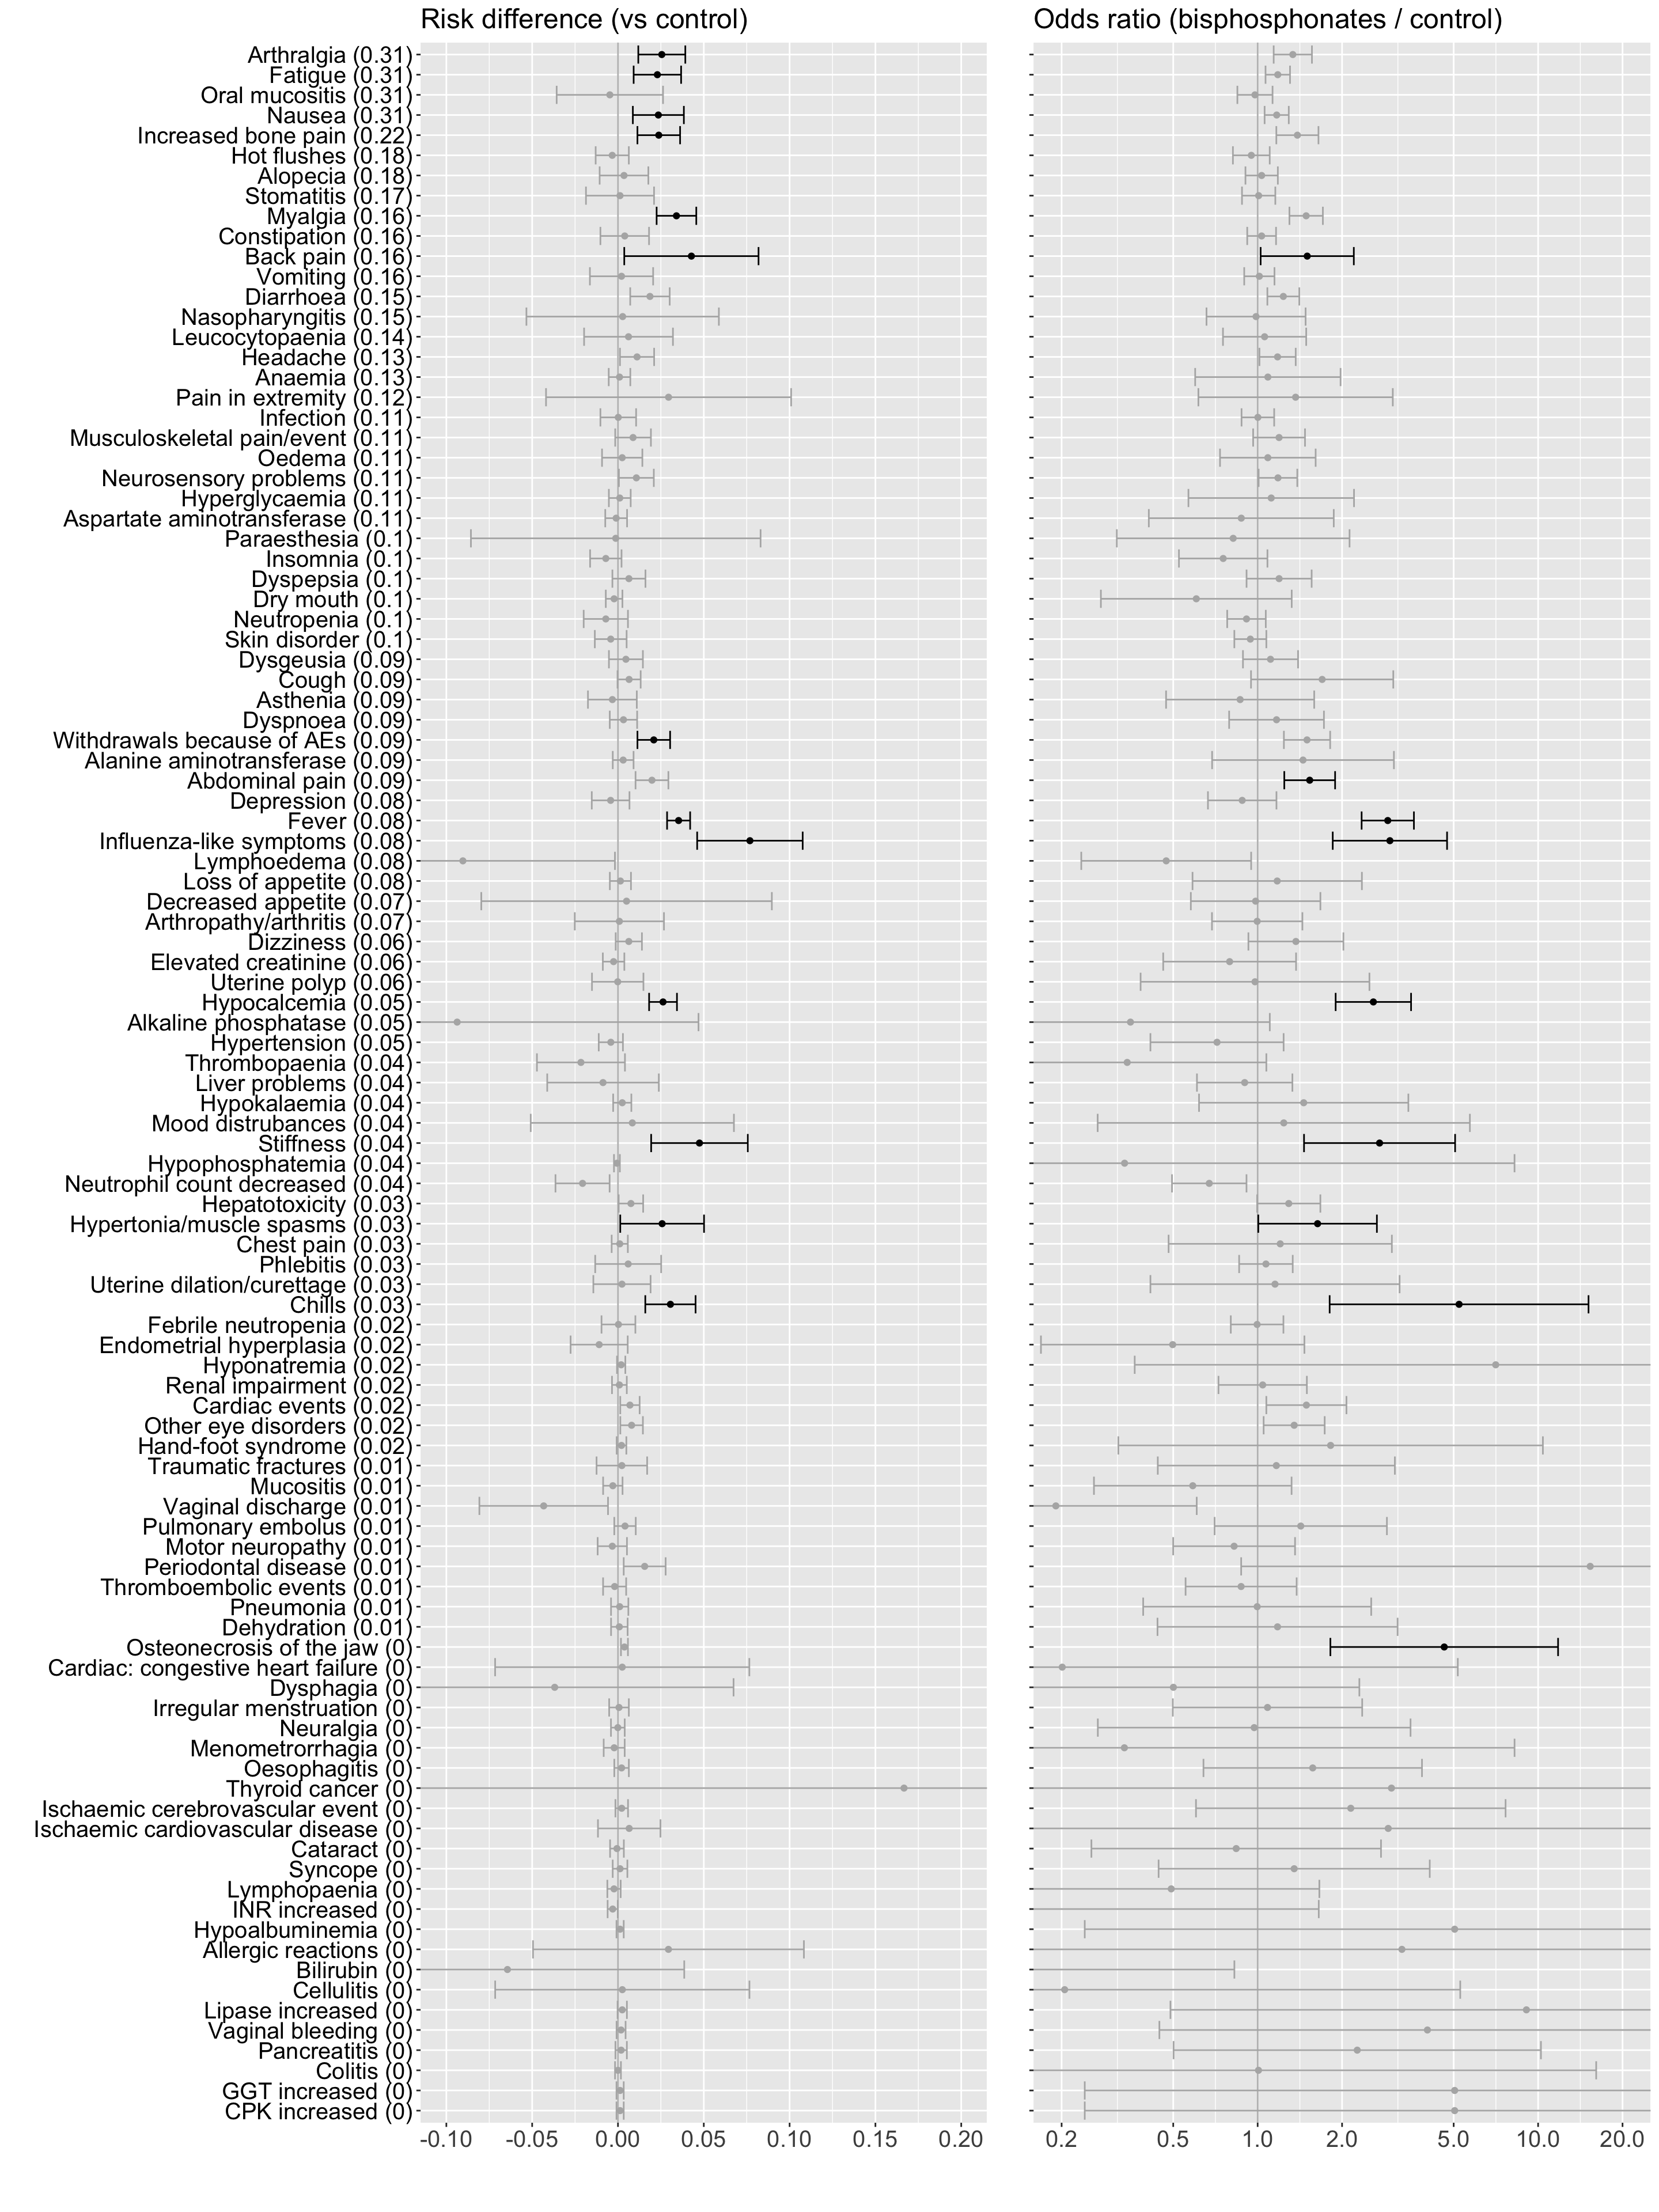 Risk difference (vs control)
Odds ratio (bisphosphonates / control)
Arthralgia (0.31)
Fatigue (0.31)
Oral mucositis (0.31)
Nausea (0.31)
Increased bone pain (0.22)
Hot flushes (0.18)
Alopecia (0.18)
Stomatitis (0.17)
Myalgia (0.16)
Constipation (0.16)
Back pain (0.16)
Vomiting (0.16)
Diarrhoea (0.15)
Nasopharyngitis (0.15)
Leucocytopaenia (0.14)
Headache (0.13)
Anaemia (0.13)
Pain in extremity (0.12)
Infection (0.11)
Musculoskeletal pain/event (0.11)
Oedema (0.11)
Neurosensory problems (0.11)
Hyperglycaemia (0.11)
Aspartate aminotransferase (0.11)
Paraesthesia (0.1)
Insomnia (0.1)
Dyspepsia (0.1)
Dry mouth (0.1)
Neutropenia (0.1)
Skin disorder (0.1)
Dysgeusia (0.09)
Cough (0.09)
Asthenia (0.09)
Dyspnoea (0.09)
Withdrawals because of AEs (0.09)
Alanine aminotransferase (0.09)
Abdominal pain (0.09)
Depression (0.08)
Fever (0.08)
Influenza-like symptoms (0.08)
Lymphoedema (0.08)
Loss of appetite (0.08)
Decreased appetite (0.07)
Arthropathy/arthritis (0.07)
Dizziness (0.06)
Elevated creatinine (0.06)
Uterine polyp (0.06)
Hypocalcemia (0.05)
Alkaline phosphatase (0.05)
Hypertension (0.05)
Thrombopaenia (0.04)
Liver problems (0.04)
Hypokalaemia (0.04)
Mood distrubances (0.04)
Stiffness (0.04)
Hypophosphatemia (0.04)
Neutrophil count decreased (0.04)
Hepatotoxicity (0.03)
Hypertonia/muscle spasms (0.03)
Chest pain (0.03)
Phlebitis (0.03)
Uterine dilation/curettage (0.03)
Chills (0.03)
Febrile neutropenia (0.02)
Endometrial hyperplasia (0.02)
Hyponatremia (0.02)
Renal impairment (0.02)
Cardiac events (0.02)
Other eye disorders (0.02)
Hand-foot syndrome (0.02)
Traumatic fractures (0.01)
Mucositis (0.01)
Vaginal discharge (0.01)
Pulmonary embolus (0.01)
Motor neuropathy (0.01)
Periodontal disease (0.01)
Thromboembolic events (0.01)
Pneumonia (0.01)
Dehydration (0.01)
Osteonecrosis of the jaw (0)
Cardiac: congestive heart failure (0)
Dysphagia (0)
Irregular menstruation (0)
Neuralgia (0)
Menometrorrhagia (0)
Oesophagitis (0)
Thyroid cancer (0)
Ischaemic cerebrovascular event (0)
Ischaemic cardiovascular disease (0)
Cataract (0)
Syncope (0)
Lymphopaenia (0)
INR increased (0)
Hypoalbuminemia (0)
Allergic reactions (0)
Bilirubin (0)
Cellulitis (0)
Lipase increased (0)
Vaginal bleeding (0)
Pancreatitis (0)
Colitis (0)
GGT increased (0)
CPK increased (0)
-0.10 -0.05 0.00 0.05 0.10 0.15 0.20
0.2 0.5 1.0 2.0 5.0 10.0 20.0